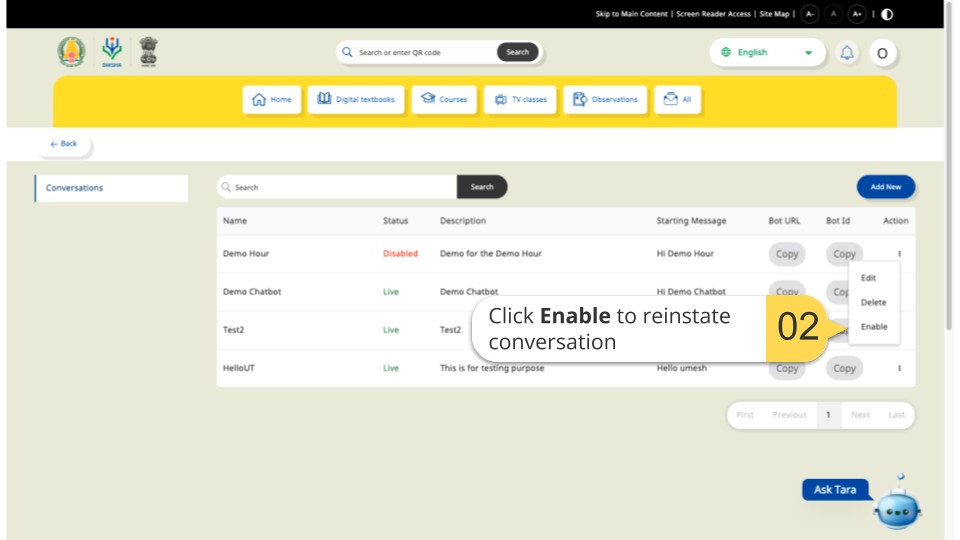 Skip to Main Content | Screen Reader Access | Site Map | A- A A+ |
DIKSHA
Search or enter QR code Search
English
O
Home Digital textbooks Courses TV classes Observations All
← Back
Conversations
Search Search Add New
Name Status Description Starting Message Bot URL Bot Id Action
Demo Hour Disabled Demo for the Demo Hour Hi Demo Hour Copy Copy
Edit
Demo Chatbot Live Demo Chatbot Hi Demo Chatbot Copy
Delete
Click Enable to reinstate
conversation
02
Enable
Test2 Live Test2
HelloUT Live This is for testing purpose Hello umesh Copy Copy
First Previous 1 Next Last
Ask Tara